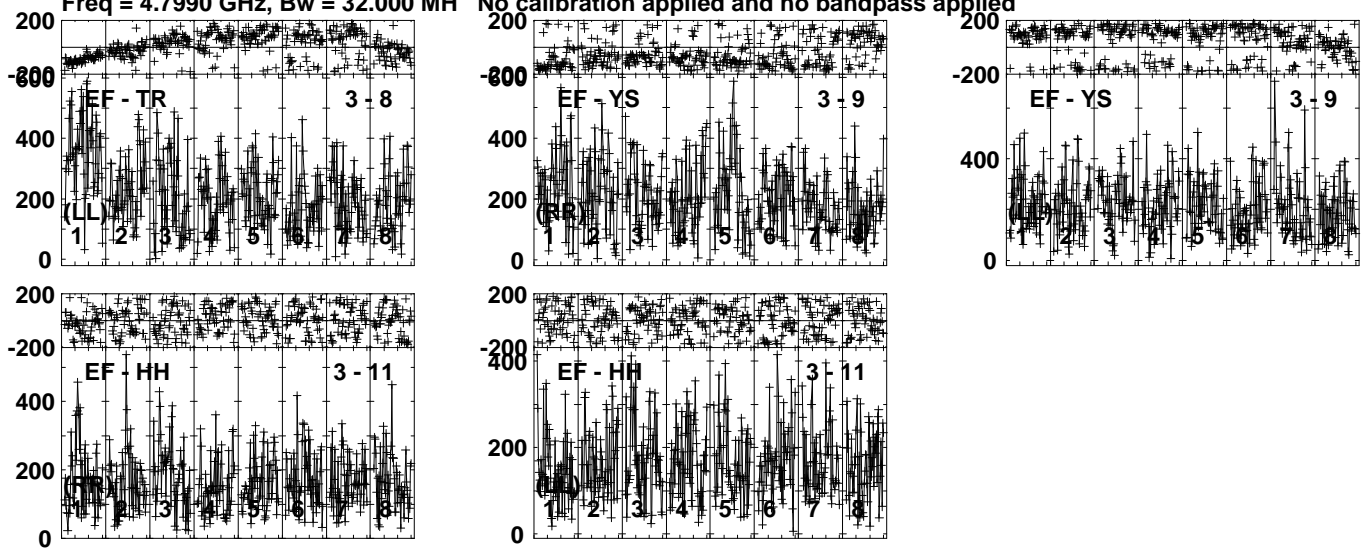 Freq = 4.7990 GHz, Bw = 32.000 MH No calibration applied and no bandpass applied
200
-200
600
EF - TR 3 - 8
400
200
(LL)
1 2 3 4 5 6 7 8
0
200
-200
600
EF - YS 3 - 9
400
200
(RR)
1 2 3 4 5 6 7 8
0
200
-200
EF - YS 3 - 9
400
(LL)
1 2 3 4 5 6 7 8
0
200
-200
EF - HH 3 - 11
400
200
(RR)
1 2 3 4 5 6 7 8
0
200
-200
400
EF - HH 3 - 11
200
(LL)
1 2 3 4 5 6 7 8
0